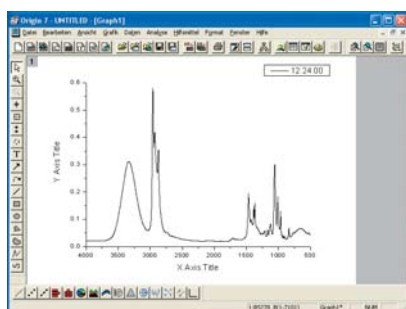 Origin 7 - UNTITLED - [Graph1]
Datei Bearbeiten Ansicht Grafik Daten Analyse Hilfsmittel Format Fenster Hilfe
1
12:24:00
0.6
0.5
0.4
0.3
0.2
0.1
0.0
Y Axis Title
4000 3500 3000 2500 2000 1500 1000 500
X Axis Title
T
Graph1*
NUM